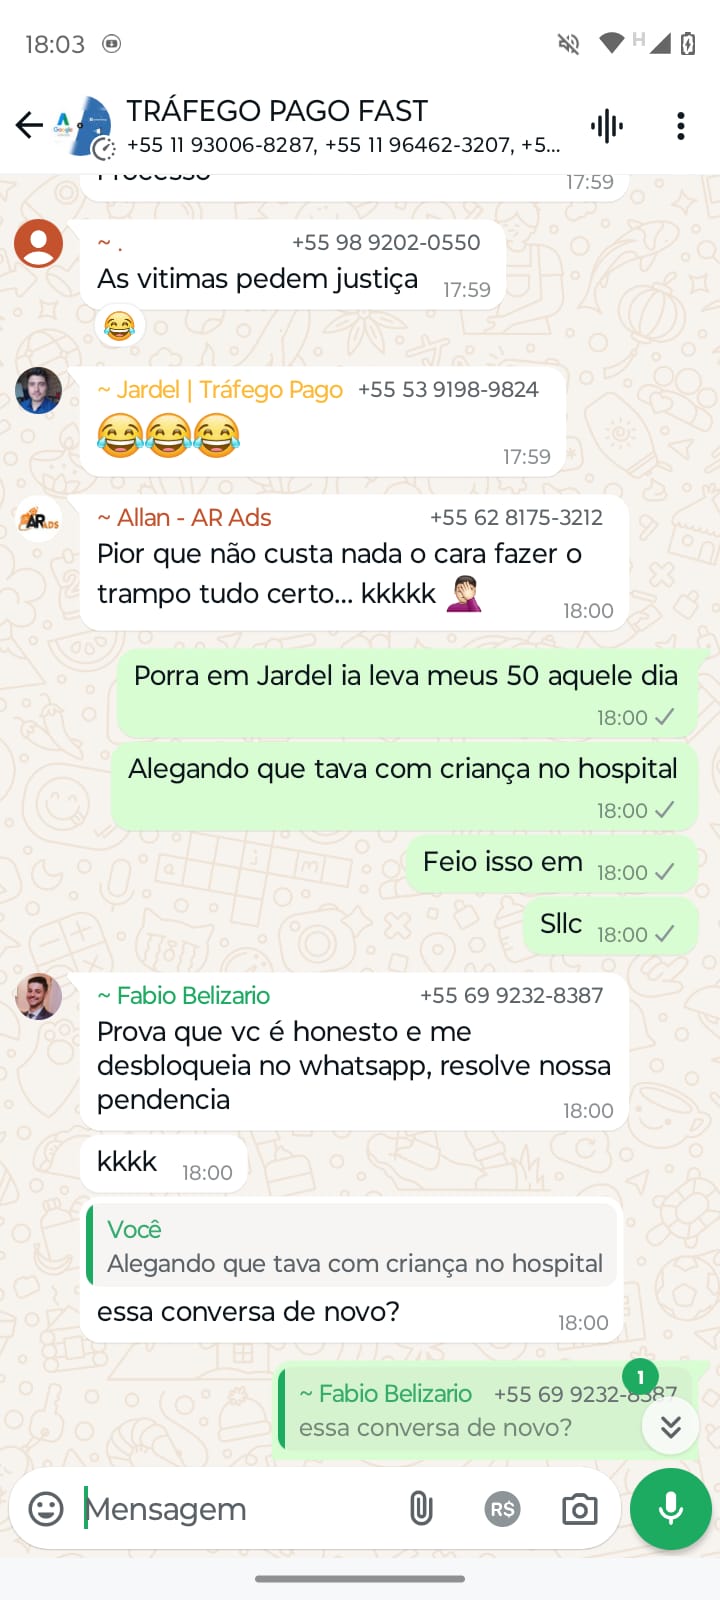 18:03
H
TRÁFEGO PAGO FAST
+55 11 93006-8287, +55 11 96462-3207, +5...
Processo
17:59
~ . +55 98 9202-0550
As vitimas pedem justiça 17:59
~ Jardel | Tráfego Pago +55 53 9198-9824
17:59
~ Allan - AR Ads +55 62 8175-3212
Pior que não custa nada o cara fazer o
trampo tudo certo... kkkkk
18:00
Porra em Jardel ia leva meus 50 aquele dia
18:00
Alegando que tava com criança no hospital
18:00
Feio isso em 18:00
Sllc 18:00
~ Fabio Belizario +55 69 9232-8387
Prova que vc é honesto e me
desbloqueia no whatsapp, resolve nossa
pendencia
18:00
kkkk 18:00
Você
Alegando que tava com criança no hospital
essa conversa de novo? 18:00
1
~ Fabio Belizario +55 69 9232-8387
essa conversa de novo?
Mensagem
R$